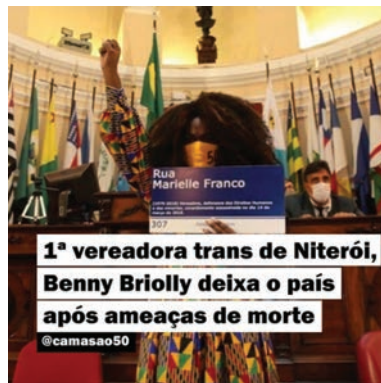 Rua
Marielle Franco
307
1ª vereadora trans de Niterói,
Benny Briolly deixa o país
após ameaças de morte
@camasao50